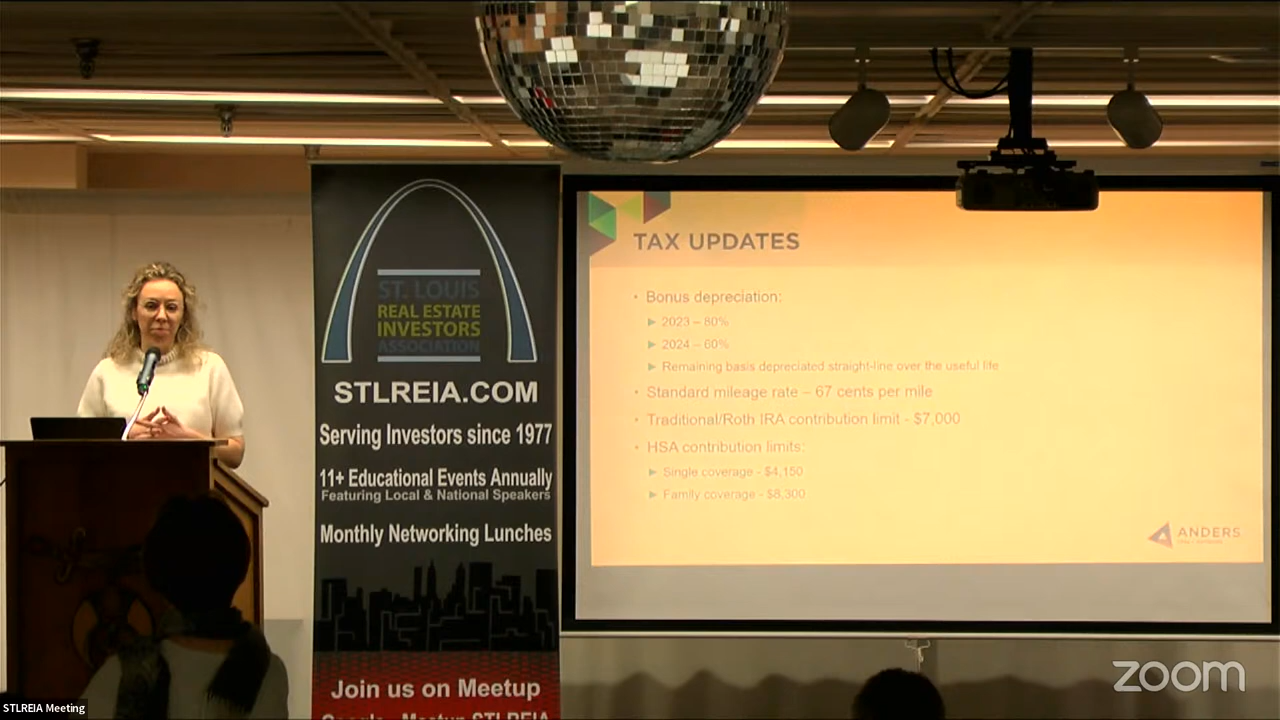 ST. LOUIS
REAL ESTATE
INVESTORS
ASSOCIATION
STLREIA.COM
Serving Investors since 1977
11+ Educational Events Annually
Featuring Local & National Speakers
Monthly Networking Lunches
Join us on Meetup
Google - Meetup STLREIA
TAX UPDATES
• Bonus depreciation:
► 2023 – 80%
► 2024 – 60%
► Remaining basis depreciated straight-line over the useful life
• Standard mileage rate – 67 cents per mile
• Traditional/Roth IRA contribution limit - $7,000
• HSA contribution limits:
► Single coverage - $4,150
► Family coverage - $8,300
ANDERS
zoom
STLREIA Meeting